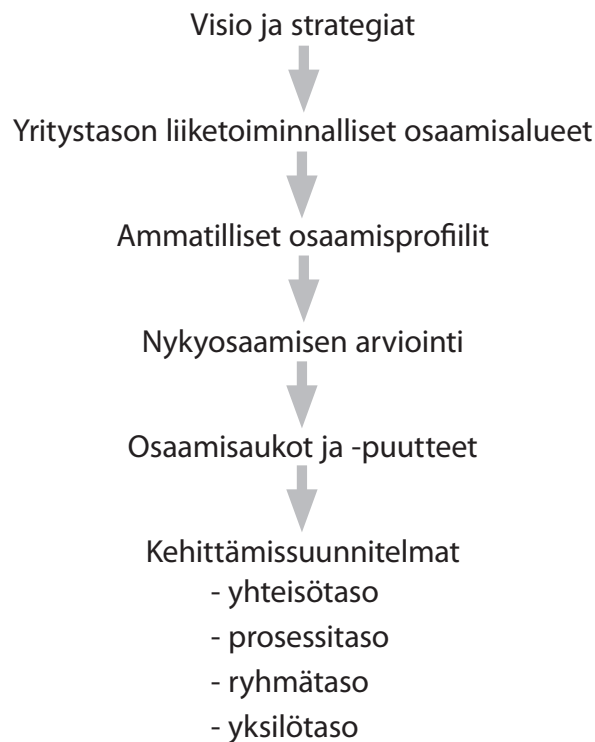 Visio ja strategiat
Yritystason liiketoiminnalliset osaamisalueet
Ammatilliset osaamisprofiilit
Nykyosaamisen arviointi
Osaamisaukot ja -puutteet
Kehittämissuunnitelmat
- yhteisötaso
- prosessitaso
- ryhmätaso
- yksilötaso